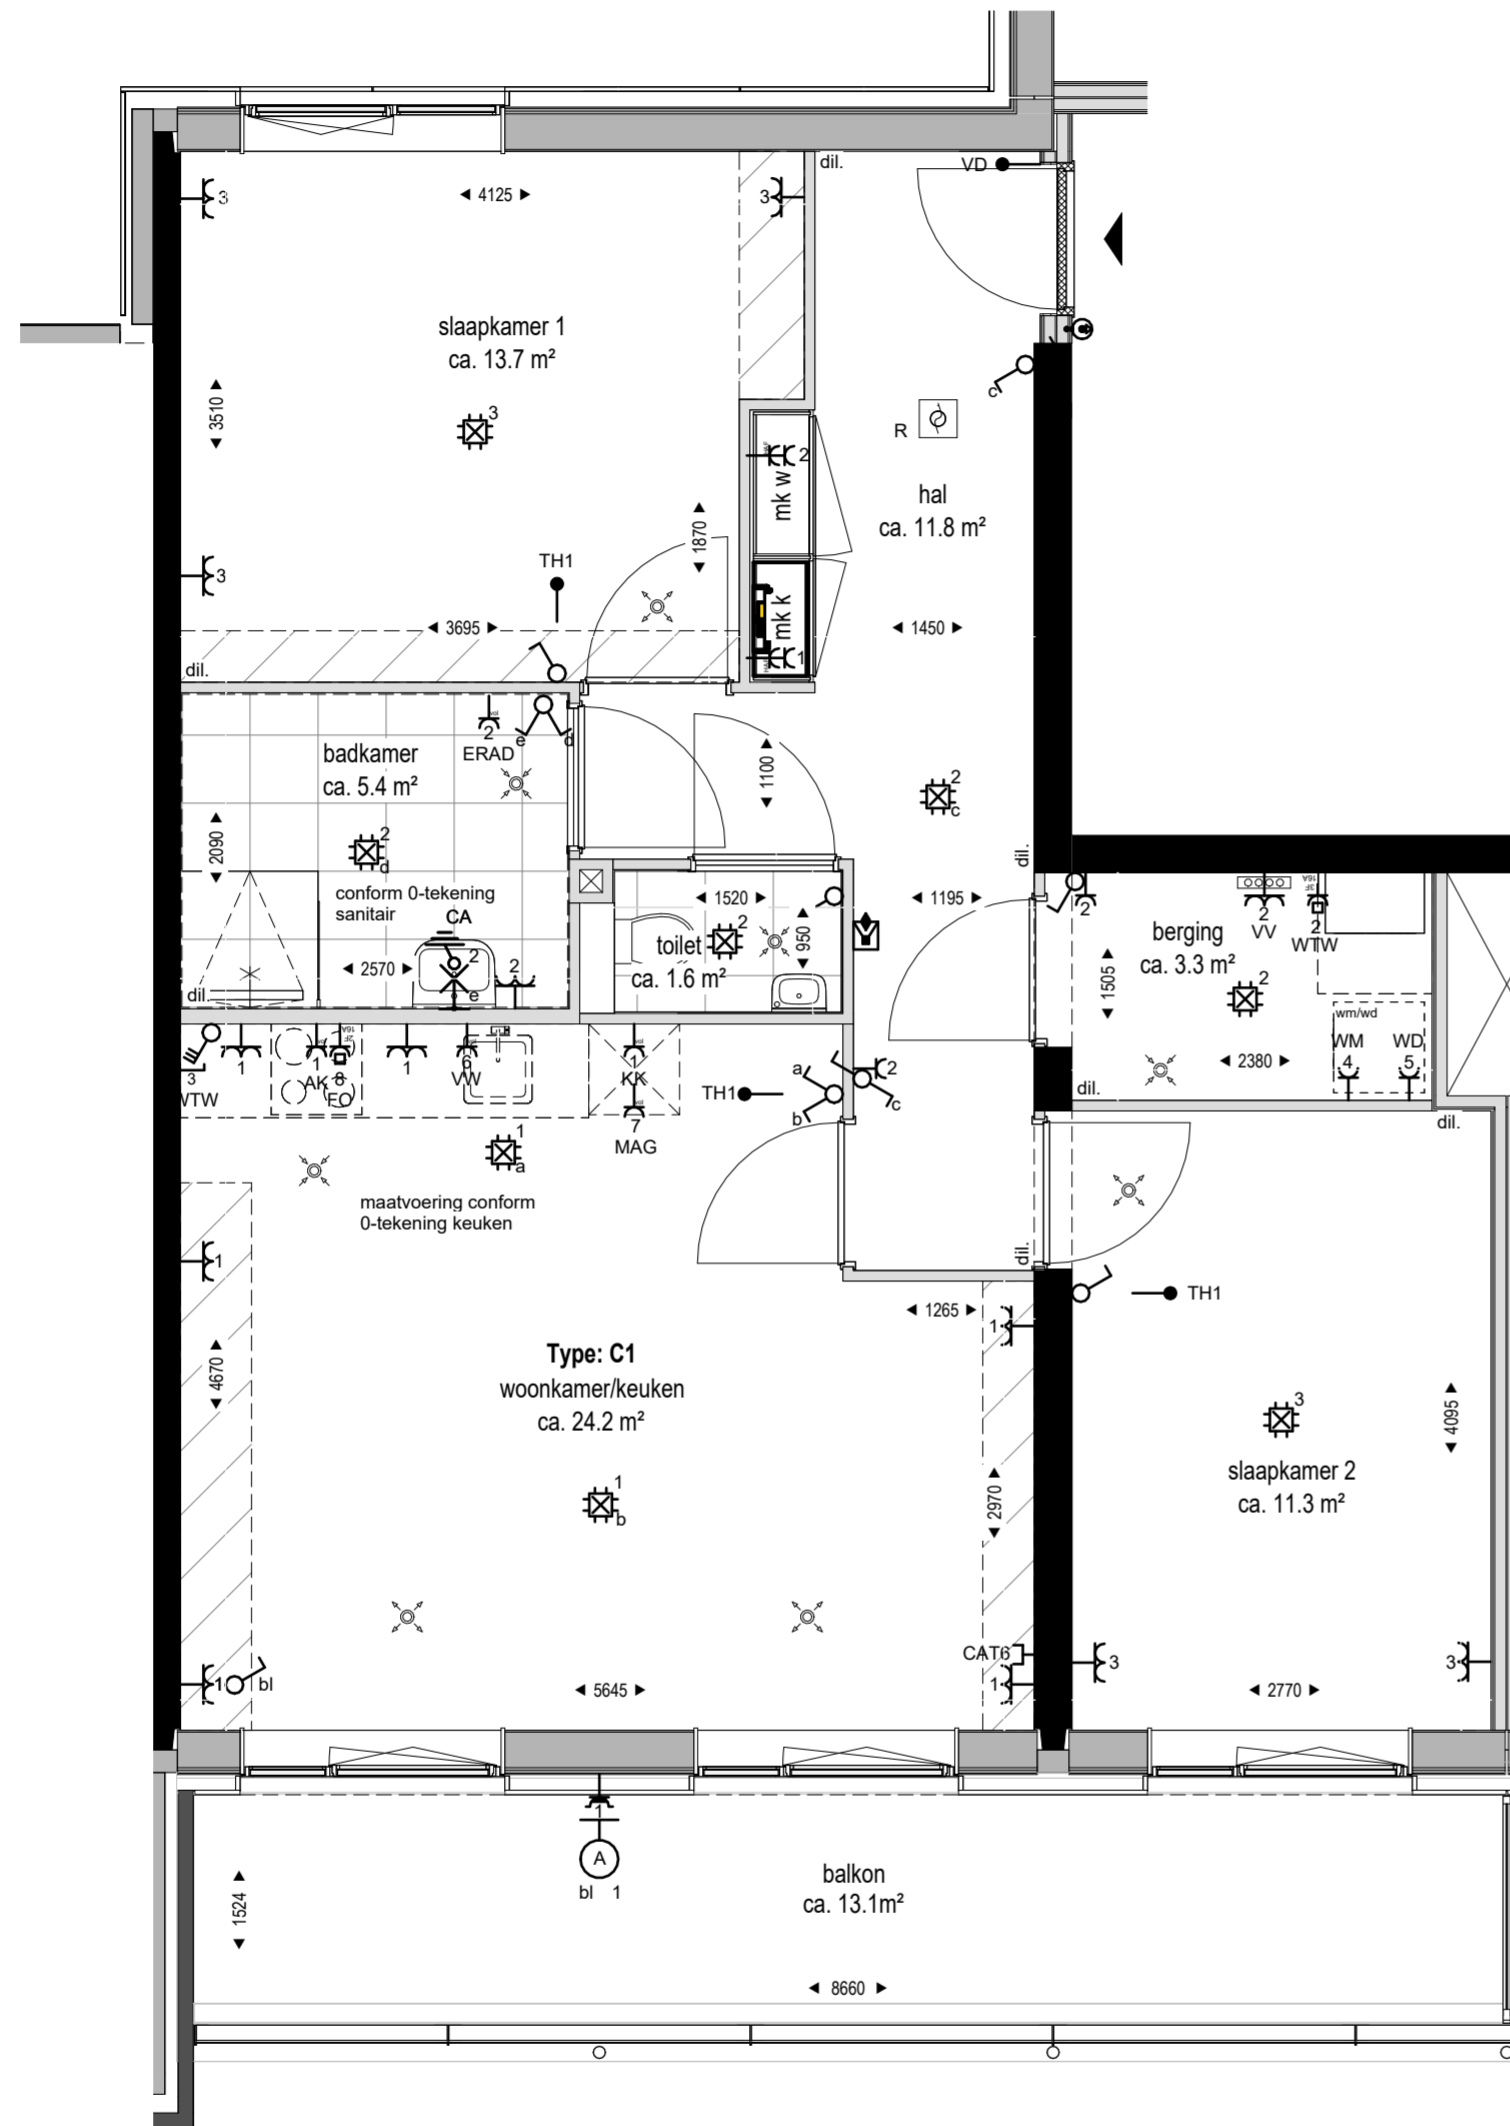 dil.
VD
3
4125
3
slaapkamer 1
ca. 13.7 m²
3510
3
c
R
mk w
2
hal
ca. 11.8 m²
1870
TH1
3
mk k
1
3695
1450
dil.
2
ERAD
e
d
badkamer
ca. 5.4 m²
1100
2
c
2090
2
d
dil.
conform 0-tekening
sanitair
CA
1520
2
1195
2
2
VV
2
WTW
berging
ca. 3.3 m²
toilet
ca. 1.6 m²
950
2570
2
e
2
dil.
1505
2
wm/wd
WM
4
WD
5
2380
dil.
3
WTW
1
1
AK
8
FO
1
6
VW
1
KK
7
MAG
TH1
a
b
2
c
dil.
1
a
maatvoering conform
0-tekening keuken
1
dil.
TH1
1265
1
Type: C1
woonkamer/keuken
ca. 24.2 m²
4670
3
4095
slaapkamer 2
ca. 11.3 m²
1
b
2970
CAT6
1
bl
5645
1
3
2770
3
1
A
bl 1
balkon
ca. 13.1m²
1524
8660